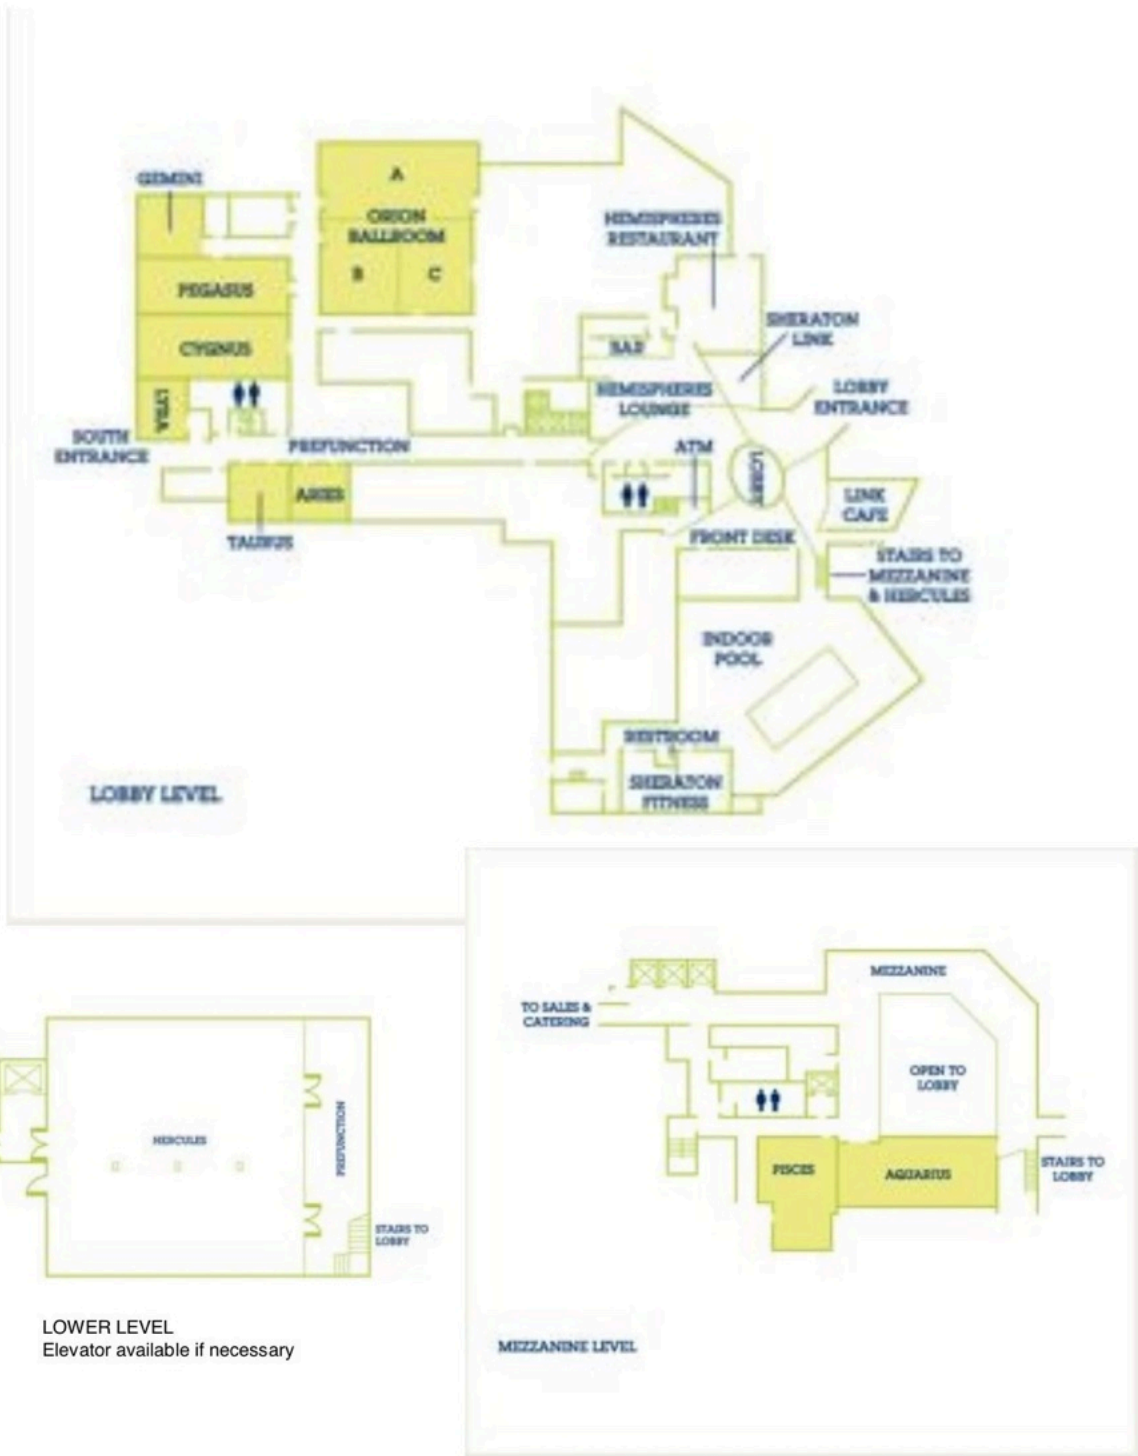 GEMINI
A
ORION
BALLROOM
B
C
PEGASUS
CYGNUS
LYRA
HEMISPHERES
RESTAURANT
SHERATON
LINK
BAR
HEMISPHERES
LOUNGE
LOBBY
ENTRANCE
SOUTH
ENTRANCE
PREFUNCTION
ATM
LOBBY
ARIES
TAURUS
LINK
CAFE
FRONT DESK
STAIRS TO
MEZZANINE
& HERCULES
INDOOR
POOL
RESTROOM
SHERATON
FITNESS
LOBBY LEVEL
MEZZANINE
TO SALES &
CATERING
OPEN TO
LOBBY
PISCES
AQUARIUS
STAIRS TO
LOBBY
MEZZANINE LEVEL
HERCULES
PREFUNCTION
STAIRS TO
LOBBY
LOWER LEVEL
Elevator available if necessary